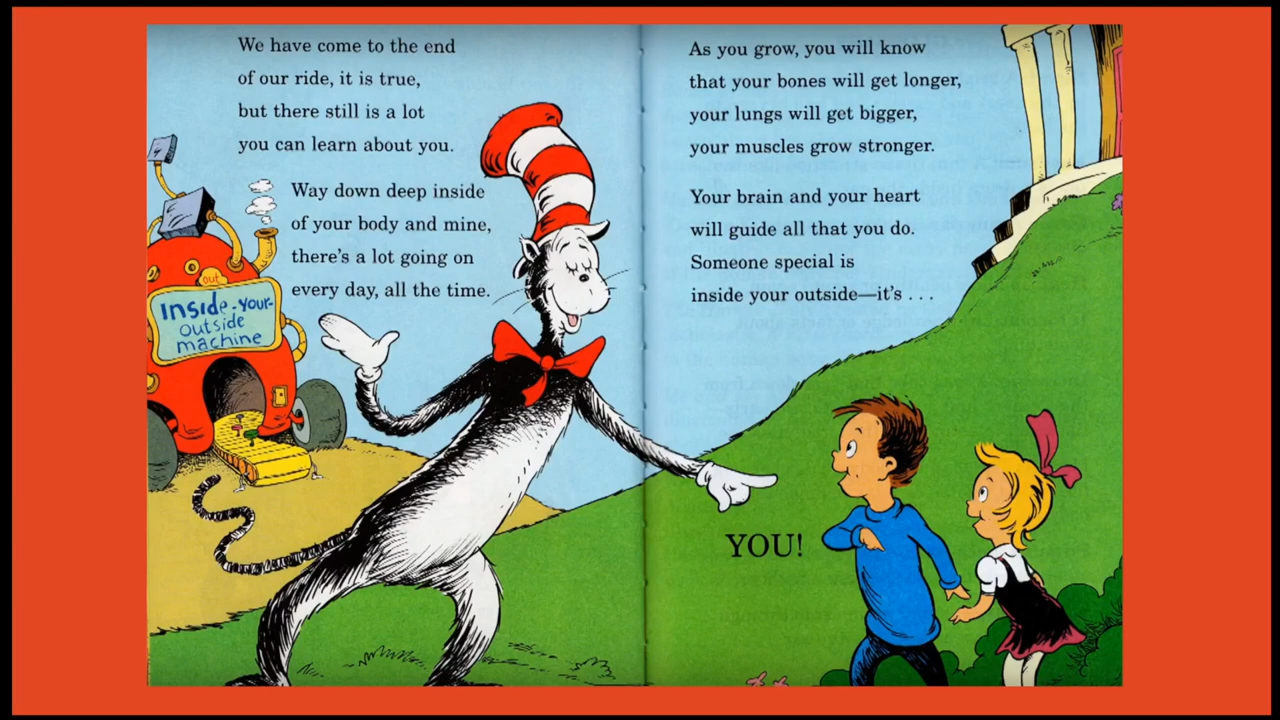 We have come to the end
of our ride, it is true,
but there still is a lot
you can learn about you.
Way down deep inside
of your body and mine,
there's a lot going on
every day, all the time.
out
Inside-your-
outside
machine
As you grow, you will know
that your bones will get longer,
your lungs will get bigger,
your muscles grow stronger.
Your brain and your heart
will guide all that you do.
Someone special is
inside your outside—it's . . .
YOU!